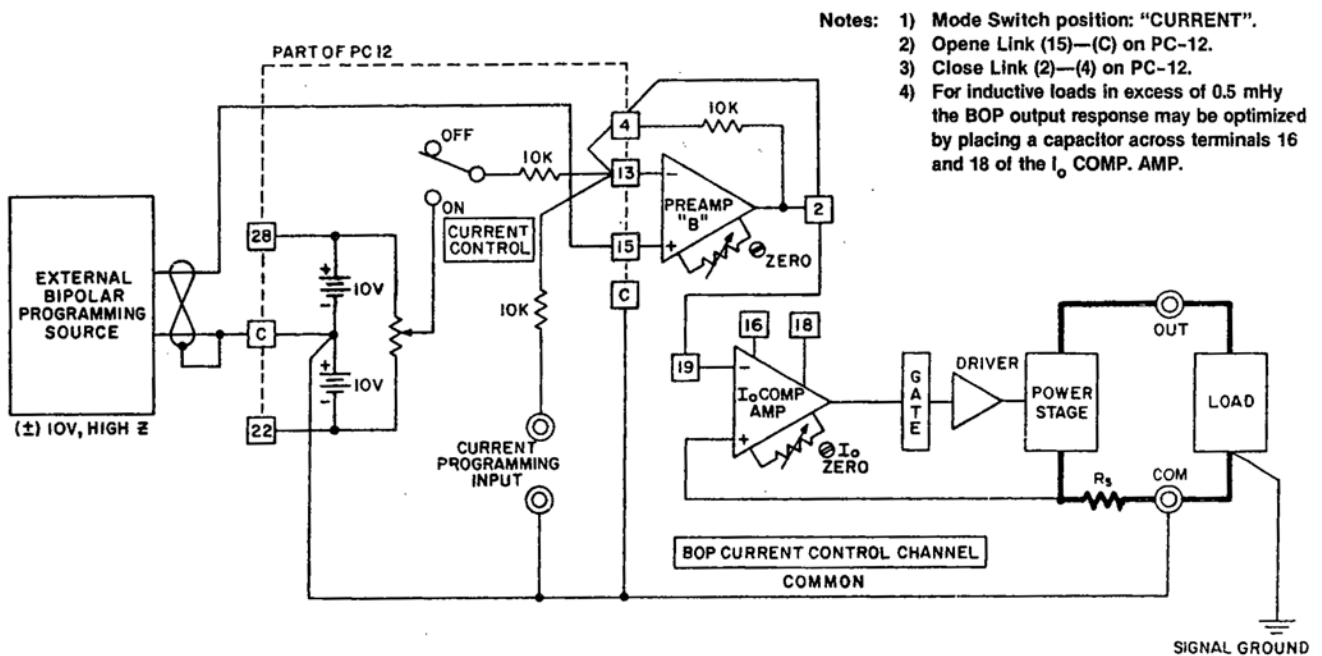 Notes: 1) Mode Switch position: “CURRENT”.
2) Opene Link (15)—(C) on PC-12.
3) Close Link (2)—(4) on PC-12.
4) For inductive loads in excess of 0.5 mHy
the BOP output response may be optimized
by placing a capacitor across terminals 16
and 18 of the Io COMP. AMP.
PART OF PC 12
EXTERNAL
BIPOLAR
PROGRAMMING
SOURCE
(±) 10V, HIGH Z
28
C
22
+
-
10V
+
-
10V
OFF
ON
10K
CURRENT
CONTROL
10K
CURRENT
PROGRAMMING
INPUT
4
13
15
C
10K
-
PREAMP
"B"
+
ZERO
2
19
16
18
-
Io COMP
AMP
+
Io
ZERO
GATE
DRIVER
POWER
STAGE
OUT
LOAD
Rs
COM
BOP CURRENT CONTROL CHANNEL
COMMON
SIGNAL GROUND